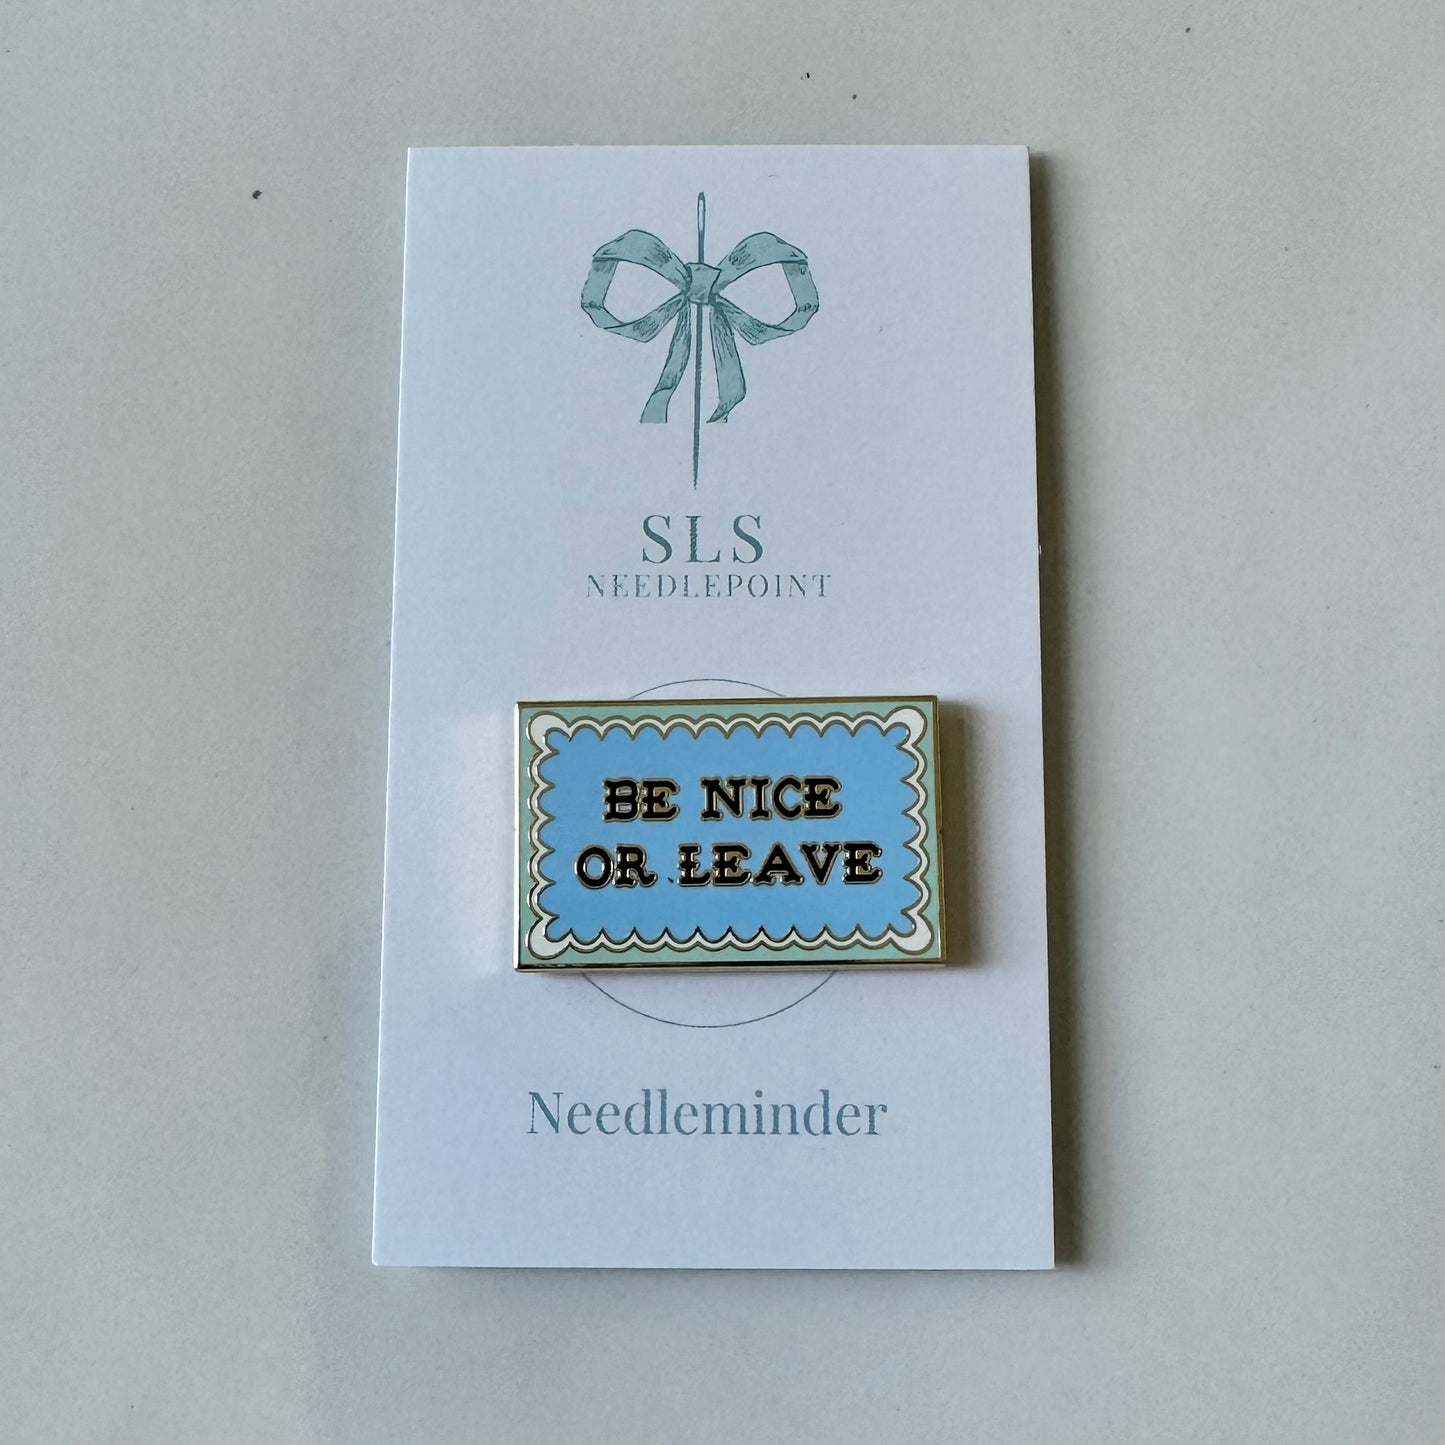 SLS
NEEDLEPOINT
BE NICE
OR LEAVE
Needleminder